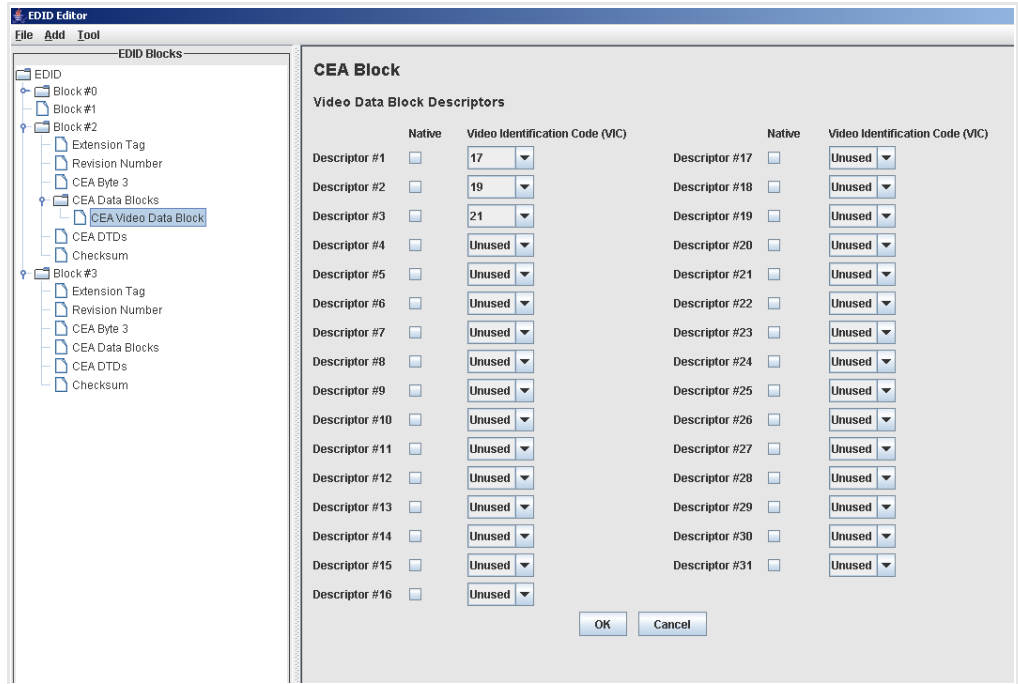 EDID Editor
File Add Tool
EDID Blocks
EDID
Block #0
Block #1
Block #2
Extension Tag
Revision Number
CEA Byte 3
CEA Data Blocks
CEA Video Data Block
CEA DTDs
Checksum
Block #3
Extension Tag
Revision Number
CEA Byte 3
CEA Data Blocks
CEA DTDs
Checksum
CEA Block
Video Data Block Descriptors
Native Video Identification Code (VIC) Native Video Identification Code (VIC)
Descriptor #1 17 Descriptor #17 Unused
Descriptor #2 19 Descriptor #18 Unused
Descriptor #3 21 Descriptor #19 Unused
Descriptor #4 Unused Descriptor #20 Unused
Descriptor #5 Unused Descriptor #21 Unused
Descriptor #6 Unused Descriptor #22 Unused
Descriptor #7 Unused Descriptor #23 Unused
Descriptor #8 Unused Descriptor #24 Unused
Descriptor #9 Unused Descriptor #25 Unused
Descriptor #10 Unused Descriptor #26 Unused
Descriptor #11 Unused Descriptor #27 Unused
Descriptor #12 Unused Descriptor #28 Unused
Descriptor #13 Unused Descriptor #29 Unused
Descriptor #14 Unused Descriptor #30 Unused
Descriptor #15 Unused Descriptor #31 Unused
Descriptor #16 Unused
OK Cancel